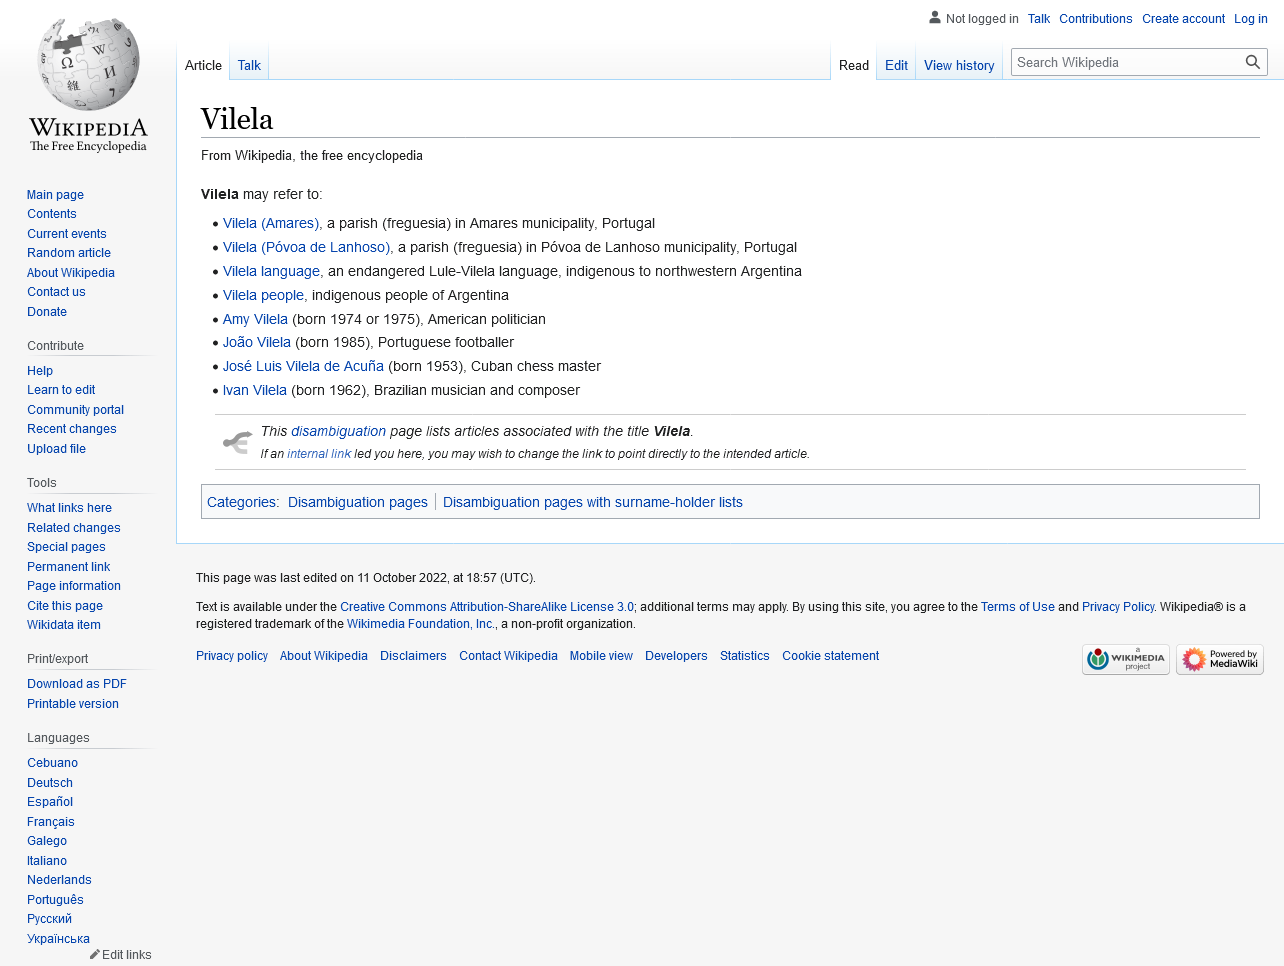 Not logged in Talk Contributions Create account Log in
Article Talk Read Edit View history Search Wikipedia
WIKIPEDIA
The Free Encyclopedia
Main page
Contents
Current events
Random article
About Wikipedia
Contact us
Donate
Contribute
Help
Learn to edit
Community portal
Recent changes
Upload file
Tools
What links here
Related changes
Special pages
Permanent link
Page information
Cite this page
Wikidata item
Print/export
Download as PDF
Printable version
Languages
Cebuano
Deutsch
Español
Français
Galego
Italiano
Nederlands
Português
Русский
Українська
Edit links
Vilela
From Wikipedia, the free encyclopedia
Vilela may refer to:
• Vilela (Amares), a parish (freguesia) in Amares municipality, Portugal
• Vilela (Póvoa de Lanhoso), a parish (freguesia) in Póvoa de Lanhoso municipality, Portugal
• Vilela language, an endangered Lule-Vilela language, indigenous to northwestern Argentina
• Vilela people, indigenous people of Argentina
• Amy Vilela (born 1974 or 1975), American politician
• João Vilela (born 1985), Portuguese footballer
• José Luis Vilela de Acuña (born 1953), Cuban chess master
• Ivan Vilela (born 1962), Brazilian musician and composer
This disambiguation page lists articles associated with the title Vilela.
If an internal link led you here, you may wish to change the link to point directly to the intended article.
Categories: Disambiguation pages | Disambiguation pages with surname-holder lists
This page was last edited on 11 October 2022, at 18:57 (UTC).
Text is available under the Creative Commons Attribution-ShareAlike License 3.0; additional terms may apply. By using this site, you agree to the Terms of Use and Privacy Policy. Wikipedia® is a
registered trademark of the Wikimedia Foundation, Inc., a non-profit organization.
Privacy policy About Wikipedia Disclaimers Contact Wikipedia Mobile view Developers Statistics Cookie statement
a
WIKIMEDIA
project
Powered by
MediaWiki